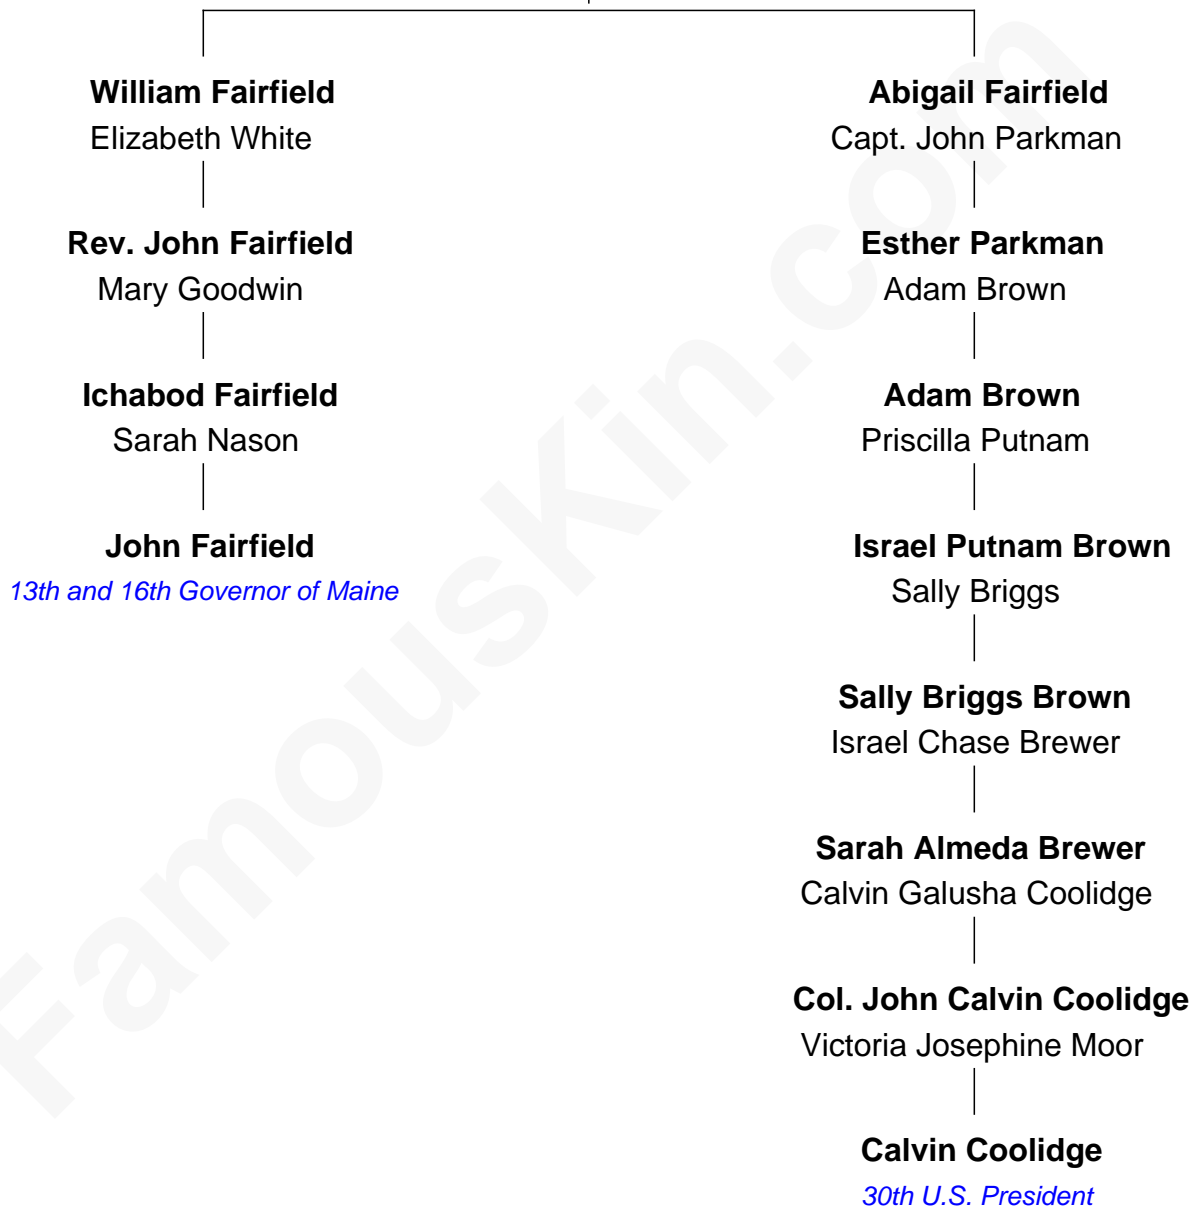 William Fairfield
Elizabeth White
Rev. John Fairfield
Mary Goodwin
Ichabod Fairfield
Sarah Nason
John Fairfield
13th and 16th Governor of Maine
Abigail Fairfield
Capt. John Parkman
Esther Parkman
Adam Brown
Adam Brown
Priscilla Putnam
Israel Putnam Brown
Sally Briggs
Sally Briggs Brown
Israel Chase Brewer
Sarah Almeda Brewer
Calvin Galusha Coolidge
Col. John Calvin Coolidge
Victoria Josephine Moor
Calvin Coolidge
30th U.S. President
FamousKin.com